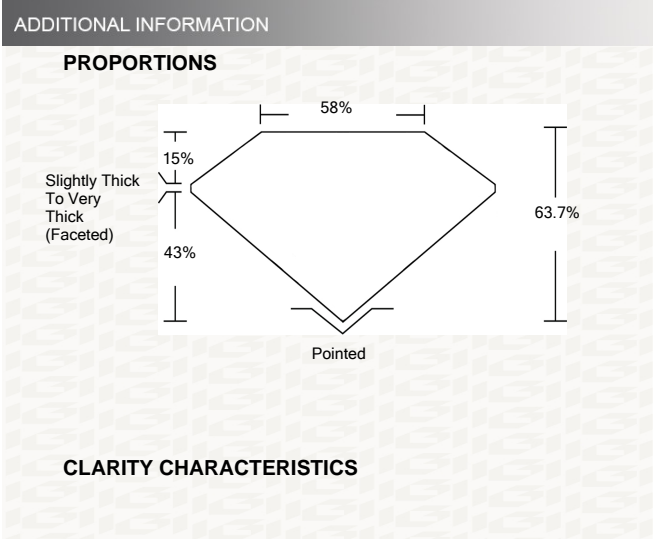 ADDITIONAL INFORMATION
PROPORTIONS
58%
15%
Slightly Thick
To Very
Thick
(Faceted)
63.7%
43%
Pointed
CLARITY CHARACTERISTICS